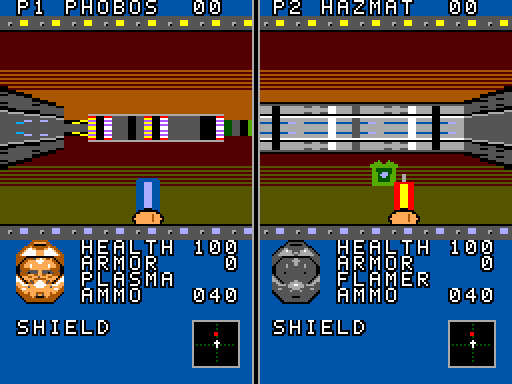 P1 PHOBOS 00
P2 HAZMAT 00
HEALTH 100
ARMOR 0
PLASMA
AMMO 040
SHIELD
HEALTH 100
ARMOR 0
FLAMER
AMMO 040
SHIELD